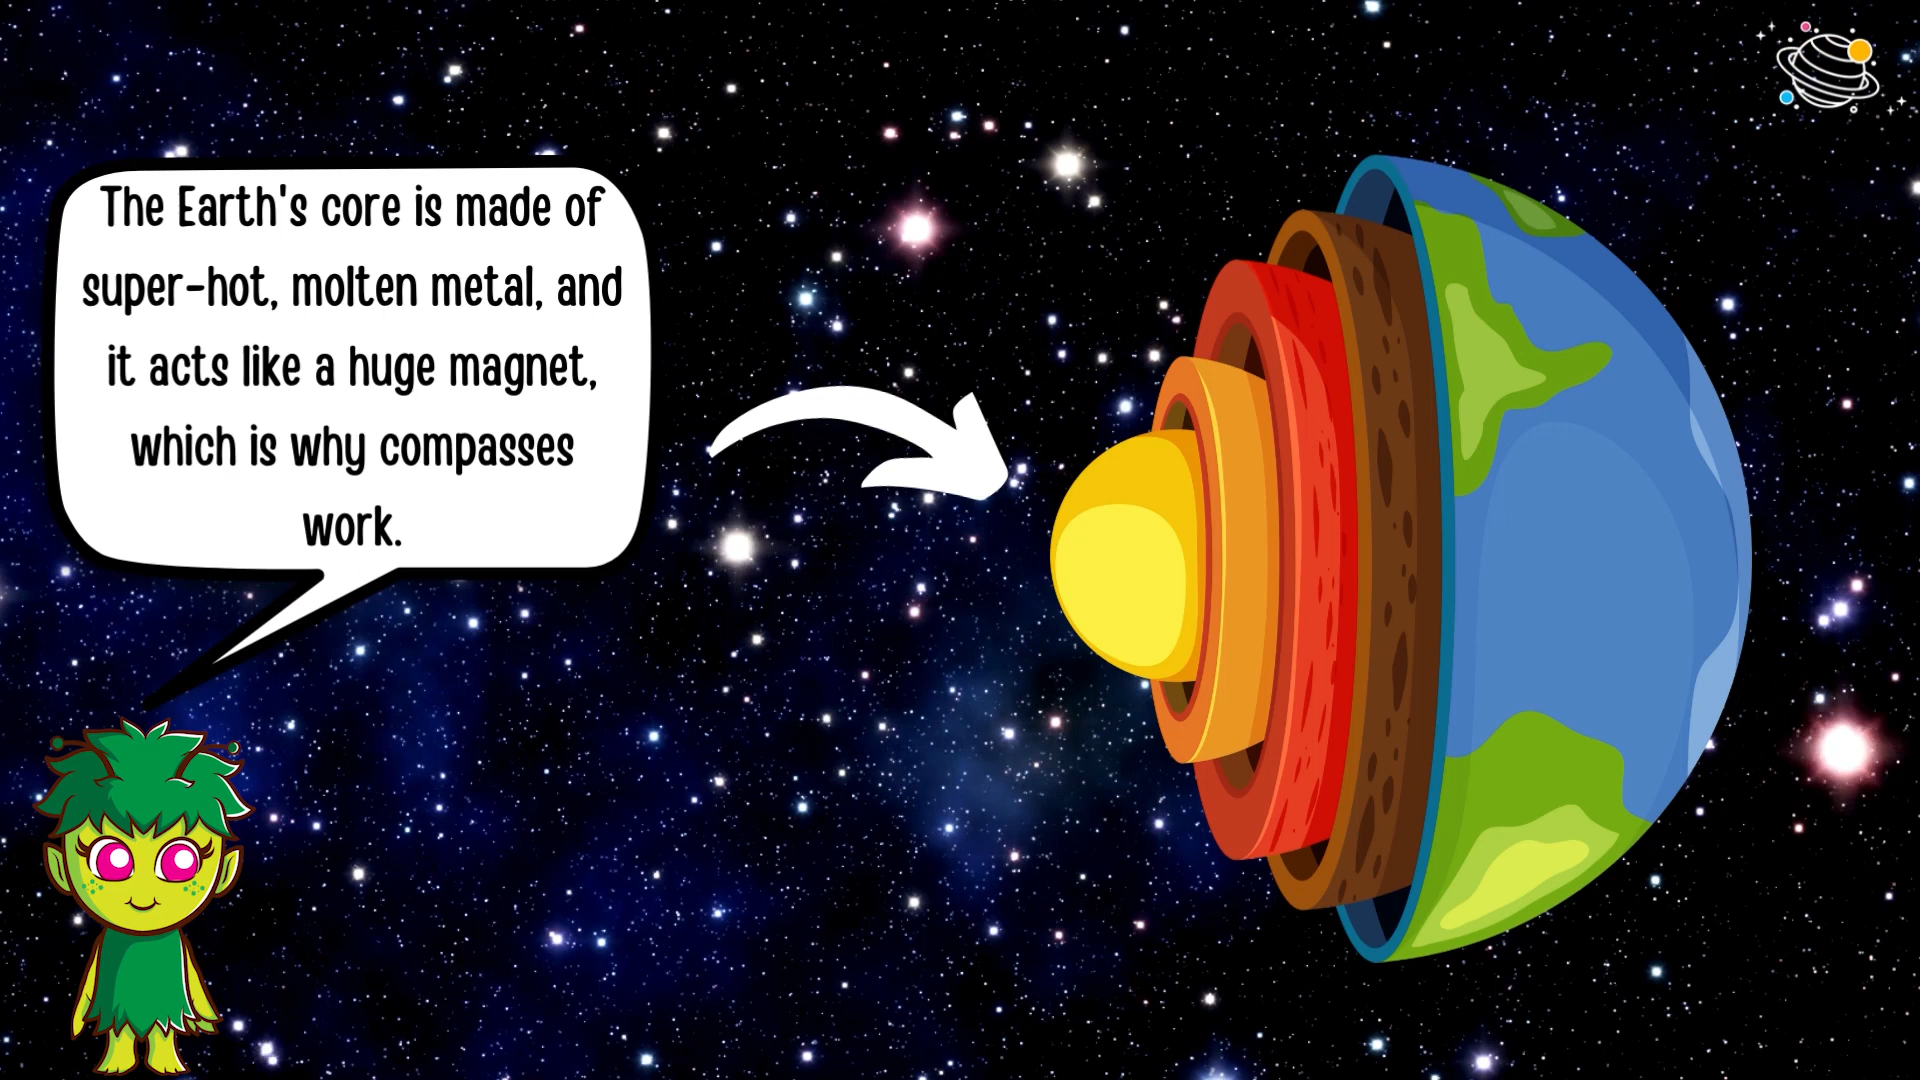 The Earth's core is made of
super-hot, molten metal, and
it acts like a huge magnet,
which is why compasses
work.